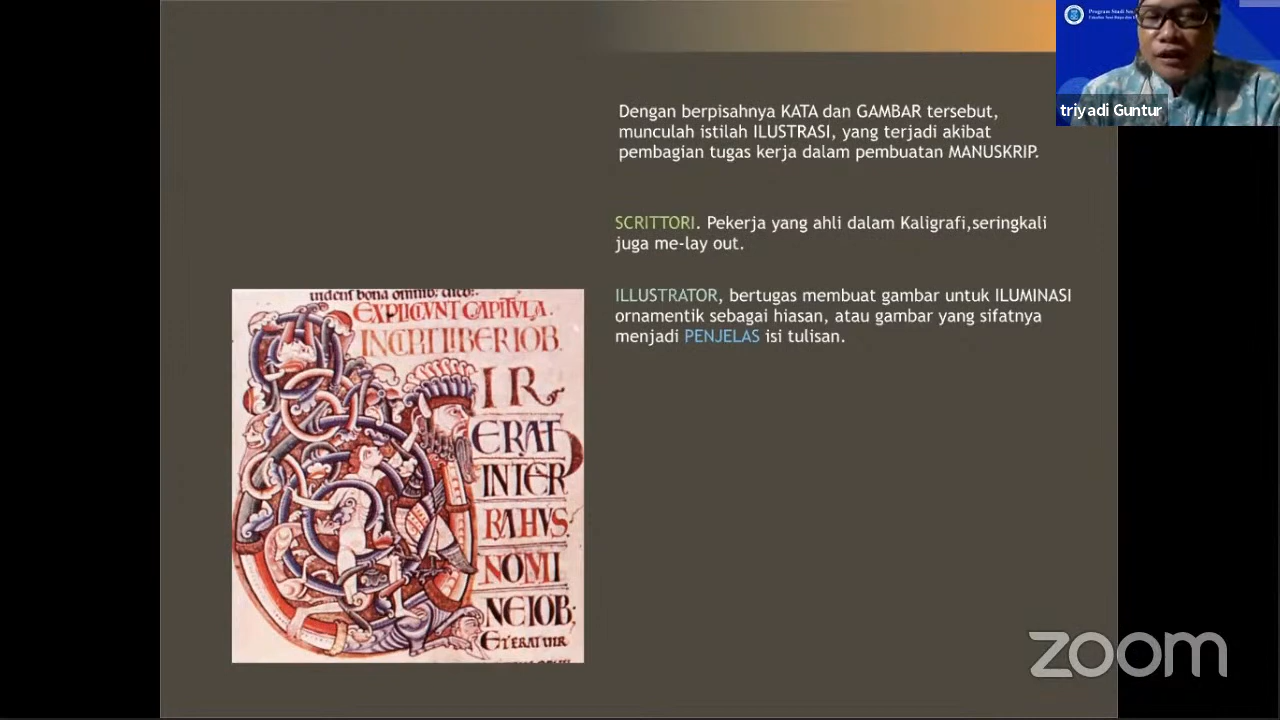 Program Studi
triyadi Guntur
Dengan berpisahnya KATA dan GAMBAR tersebut,
munculah istilah ILUSTRASI, yang terjadi akibat
pembagian tugas kerja dalam pembuatan MANUSKRIP.
SCRITTORI. Pekerja yang ahli dalam Kaligrafi,seringkali
juga me-lay out.
ILLUSTRATOR, bertugas membuat gambar untuk ILUMINASI
ornamentik sebagai hiasan, atau gambar yang sifatnya
menjadi PENJELAS isi tulisan.
bona
EXPLICIUNT CAPITULA.
LIBER IOB.
IR
ERAT
INTER
RA HUS.
NOMI
NE IOB;
ET ERAT UIR
zoom